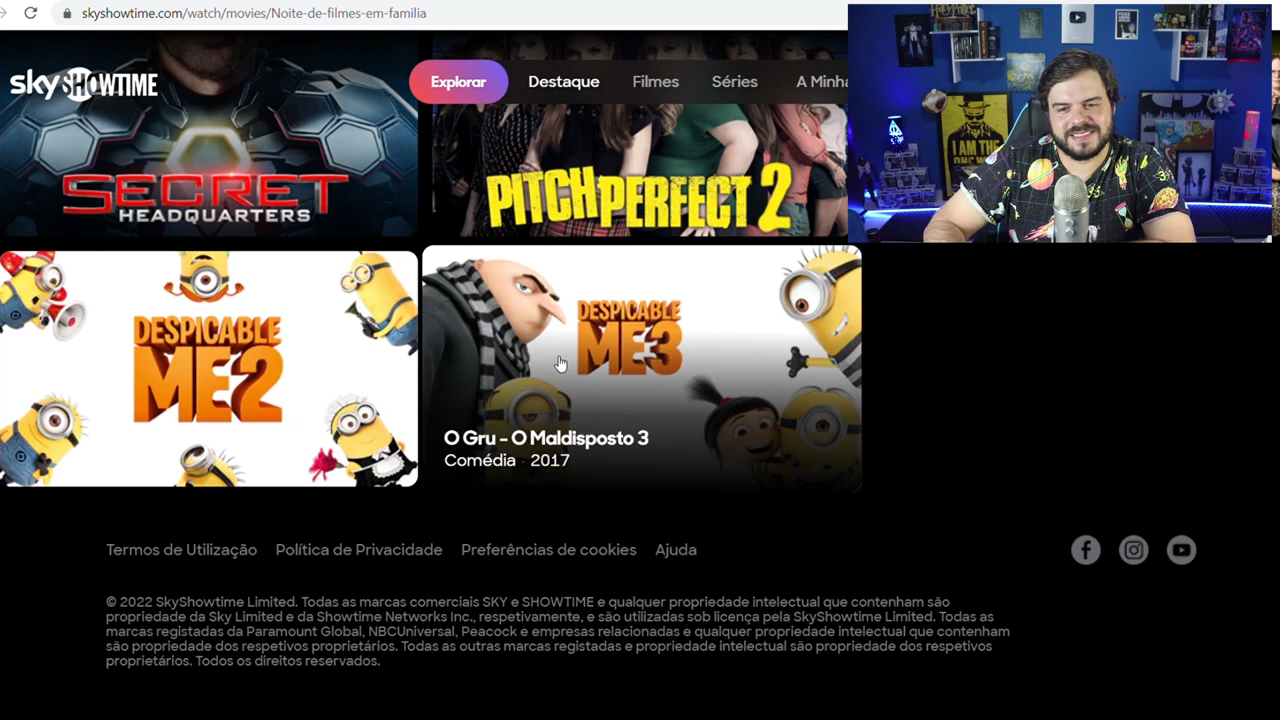 skyshowtime.com/watch/movies/Noite-de-filmes-em-familia
sky SHOWTIME
Explorar
Destaque
Filmes
Séries
A Minha
SECRET
HEADQUARTERS
PITCH PERFECT 2
I AM THE
DESPICABLE
ME 2
DESPICABLE
ME 3
O Gru - O Maldisposto 3
Comédia · 2017
Termos de Utilização
Política de Privacidade
Preferências de cookies
Ajuda
© 2022 SkyShowtime Limited. Todas as marcas comerciais SKY e SHOWTIME e qualquer propriedade intelectual que contenham são
propriedade da Sky Limited e da Showtime Networks Inc., respetivamente, e são utilizadas sob licença pela SkyShowtime Limited. Todas as
marcas registadas da Paramount Global, NBCUniversal, Peacock e empresas relacionadas e qualquer propriedade intelectual que contenham
são propriedade dos respetivos proprietários. Todas as outras marcas registadas e propriedade intelectual são propriedade dos respetivos
proprietários. Todos os direitos reservados.